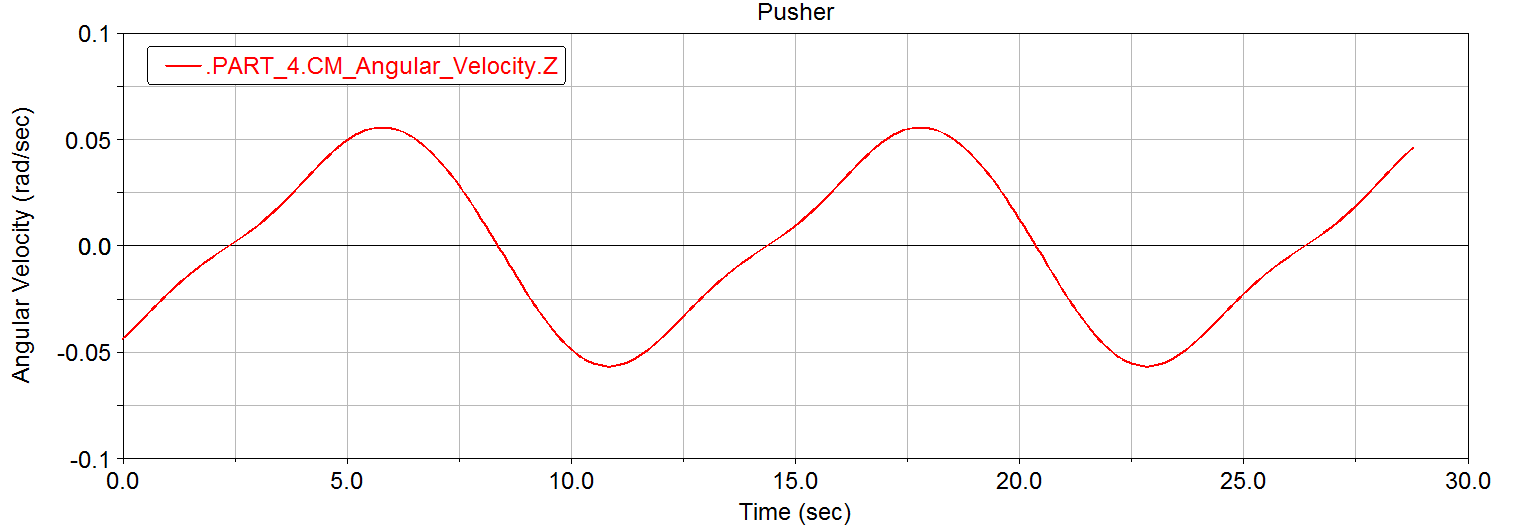 Pusher
.PART_4.CM_Angular_Velocity.Z
Angular Velocity (rad/sec)
0.1
0.05
0.0
-0.05
-0.1
0.0 5.0 10.0 15.0 20.0 25.0 30.0
Time (sec)